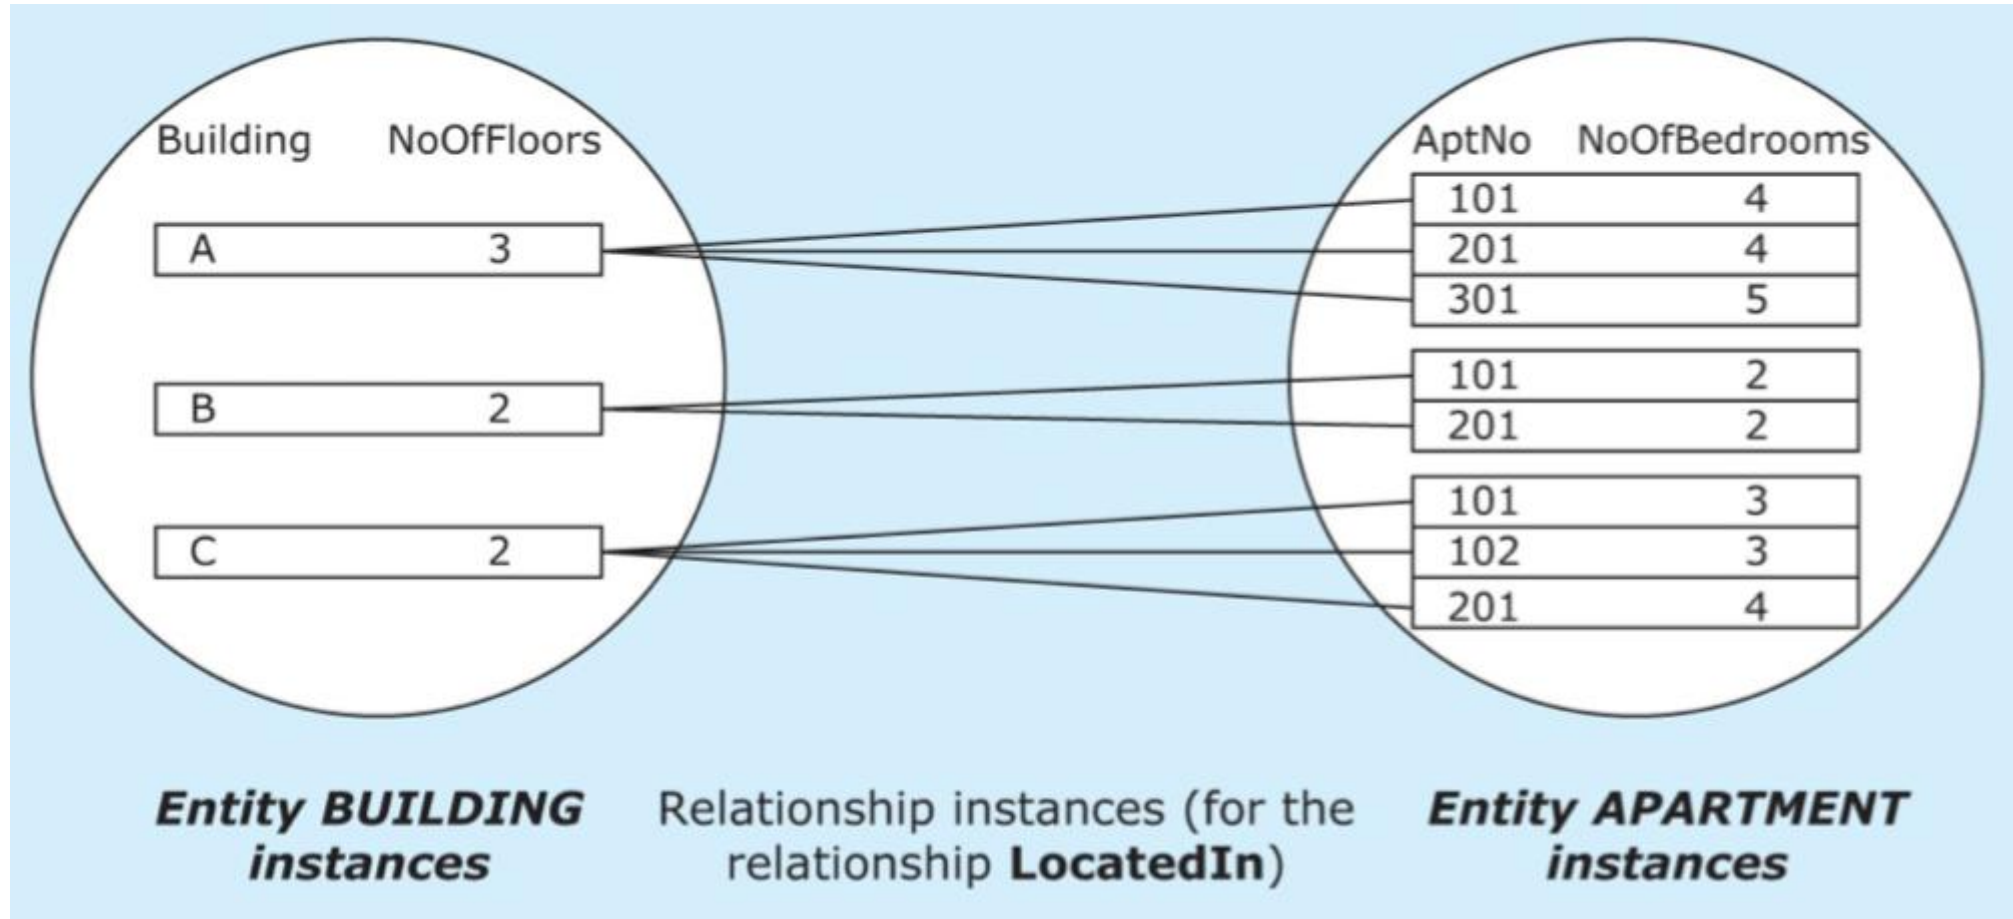 Building NoOfFloors
A 3
B 2
C 2
AptNo NoOfBedrooms
101 4
201 4
301 5
101 2
201 2
101 3
102 3
201 4
Entity BUILDING
instances
Relationship instances (for the
relationship LocatedIn)
Entity APARTMENT
instances